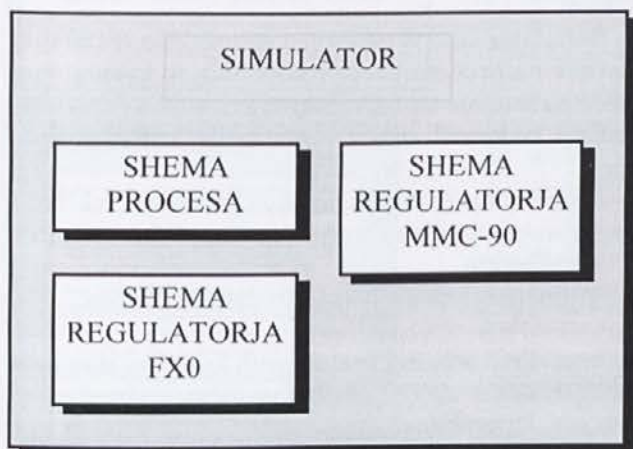 SIMULATOR
SHEMA
PROCESA
SHEMA
REGULATORJA
MMC-90
SHEMA
REGULATORJA
FX0